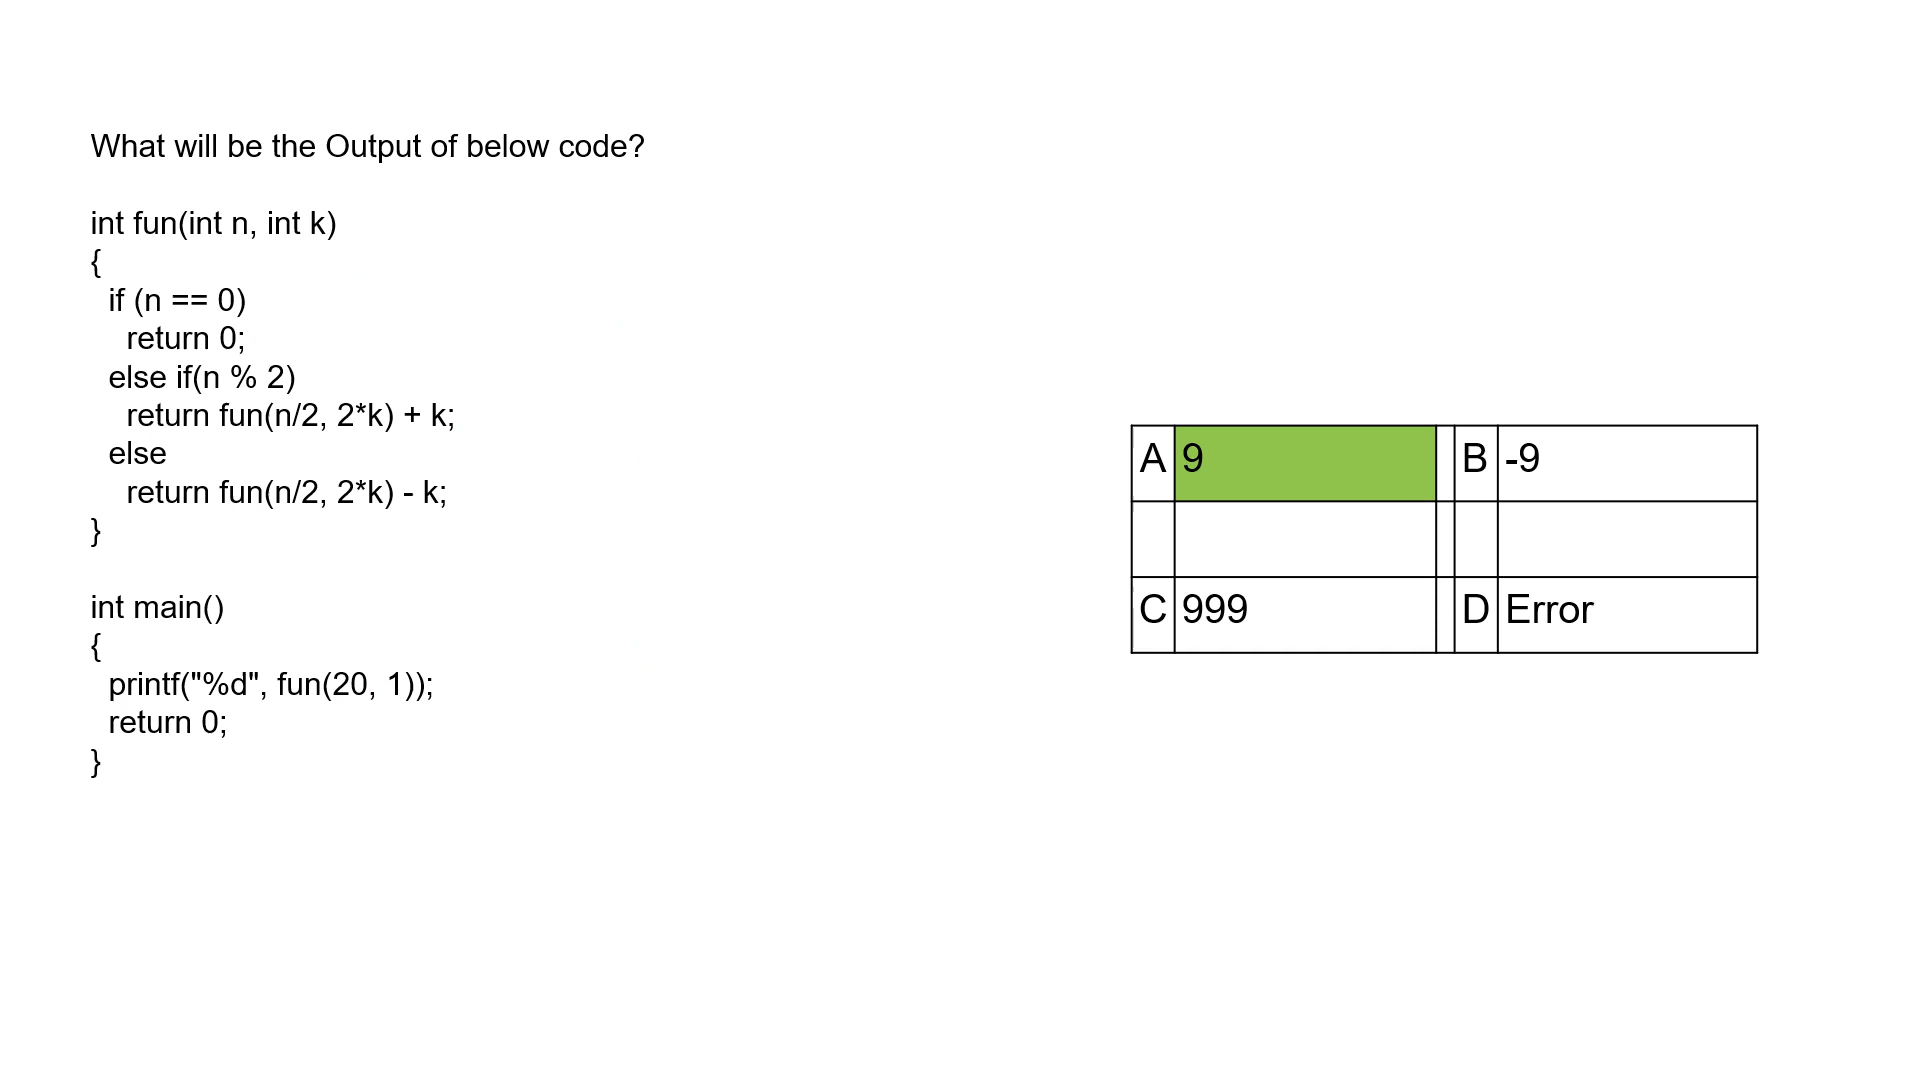 What will be the Output of below code?
int fun(int n, int k)
{
if (n == 0)
return 0;
else if(n % 2)
return fun(n/2, 2*k) + k;
else
return fun(n/2, 2*k) - k;
}
int main()
{
printf("%d", fun(20, 1));
return 0;
}
A 9 B -9
C 999 D Error